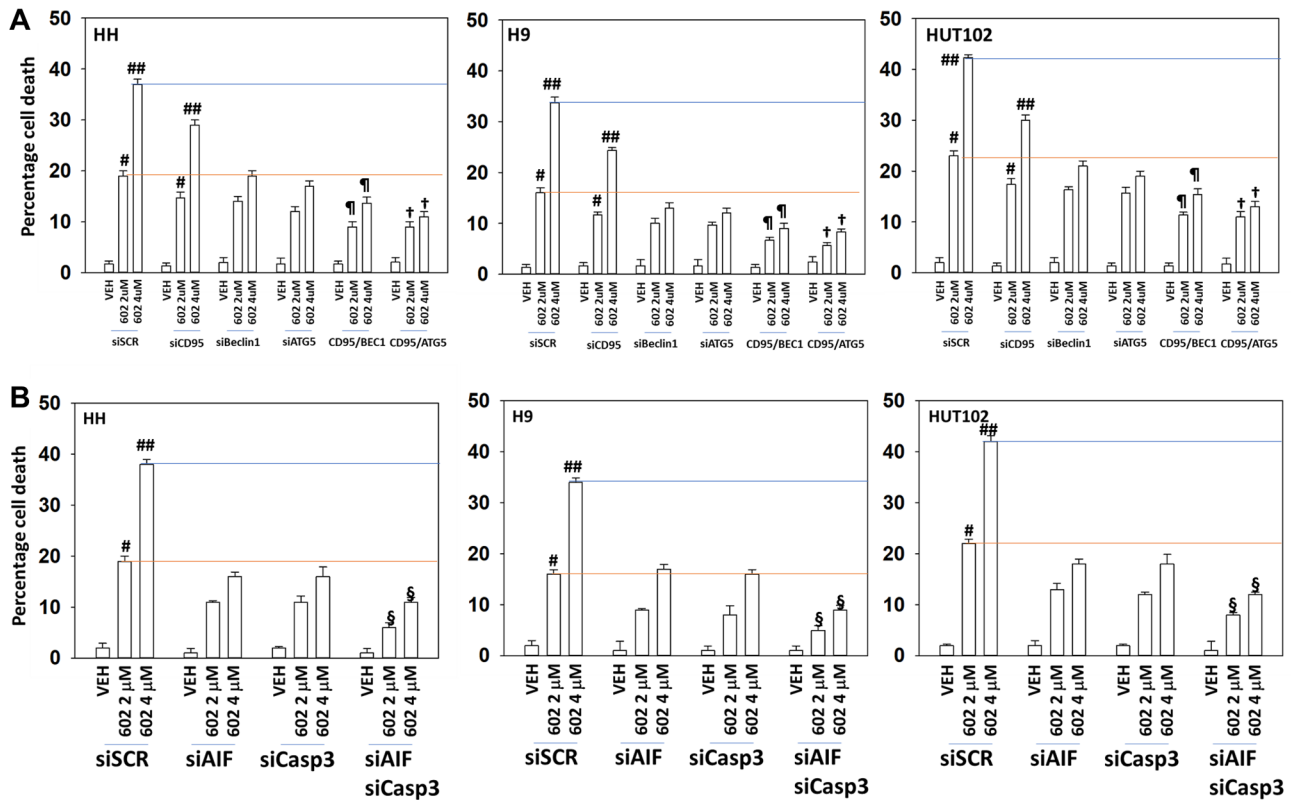 A
Percentage cell death
50
40
30
20
10
0
HH
#
##
#
##
¶
¶
†
†
VEH
602 2uM
602 4uM
VEH
602 2uM
602 4uM
VEH
602 2uM
602 4uM
VEH
602 2uM
602 4uM
VEH
602 2uM
602 4uM
VEH
602 2uM
602 4uM
siSCR
siCD95
siBeclin1
siATG5
CD95/BEC1
CD95/ATG5
50
40
30
20
10
0
H9
#
##
#
##
¶
¶
†
†
VEH
602 2uM
602 4uM
VEH
602 2uM
602 4uM
VEH
602 2uM
602 4uM
VEH
602 2uM
602 4uM
VEH
602 2uM
602 4uM
VEH
602 2uM
602 4uM
siSCR
siCD95
siBeclin1
siATG5
CD95/BEC1
CD95/ATG5
50
40
30
20
10
0
HUT102
##
#
#
##
¶
¶
†
†
VEH
602 2uM
602 4uM
VEH
602 2uM
602 4uM
VEH
602 2uM
602 4uM
VEH
602 2uM
602 4uM
VEH
602 2uM
602 4uM
VEH
602 2uM
602 4uM
siSCR
siCD95
siBeclin1
siATG5
CD95/BEC1
CD95/ATG5
B
Percentage cell death
50
40
30
20
10
0
HH
#
##
§
§
VEH
602 2 µM
602 4 µM
VEH
602 2 µM
602 4 µM
VEH
602 2 µM
602 4 µM
VEH
602 2 µM
602 4 µM
siSCR
siAIF
siCasp3
siAIF
siCasp3
50
40
30
20
10
0
H9
#
##
§
§
VEH
602 2 µM
602 4 µM
VEH
602 2 µM
602 4 µM
VEH
602 2 µM
602 4 µM
VEH
602 2 µM
602 4 µM
siSCR
siAIF
siCasp3
siAIF
siCasp3
50
40
30
20
10
0
HUT102
#
##
§
§
VEH
602 2 µM
602 4 µM
VEH
602 2 µM
602 4 µM
VEH
602 2 µM
602 4 µM
VEH
602 2 µM
602 4 µM
siSCR
siAIF
siCasp3
siAIF
siCasp3